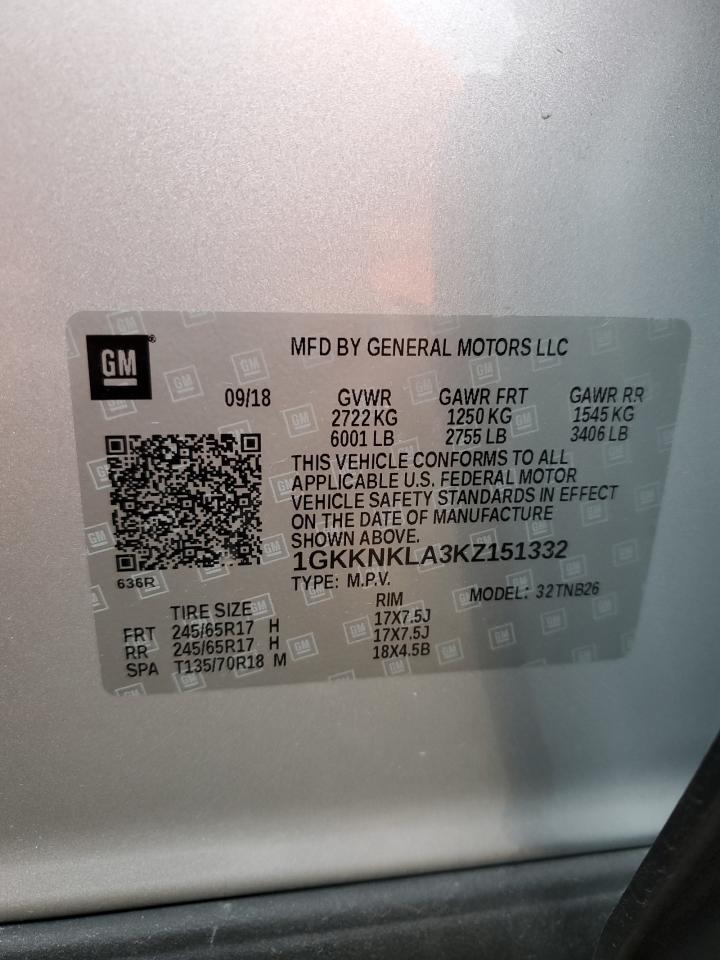 GM
MFD BY GENERAL MOTORS LLC
09/18 GVWR GAWR FRT GAWR RR
2722 KG 1250 KG 1545 KG
6001 LB 2755 LB 3406 LB
THIS VEHICLE CONFORMS TO ALL
APPLICABLE U.S. FEDERAL MOTOR
VEHICLE SAFETY STANDARDS IN EFFECT
ON THE DATE OF MANUFACTURE
SHOWN ABOVE.
1GKKNKLA3KZ151332
636R
TYPE: M.P.V. MODEL: 32TNB26
TIRE SIZE RIM
FRT 245/65R17 H 17X7.5J
RR 245/65R17 H 17X7.5J
SPA T135/70R18 M 18X4.5B